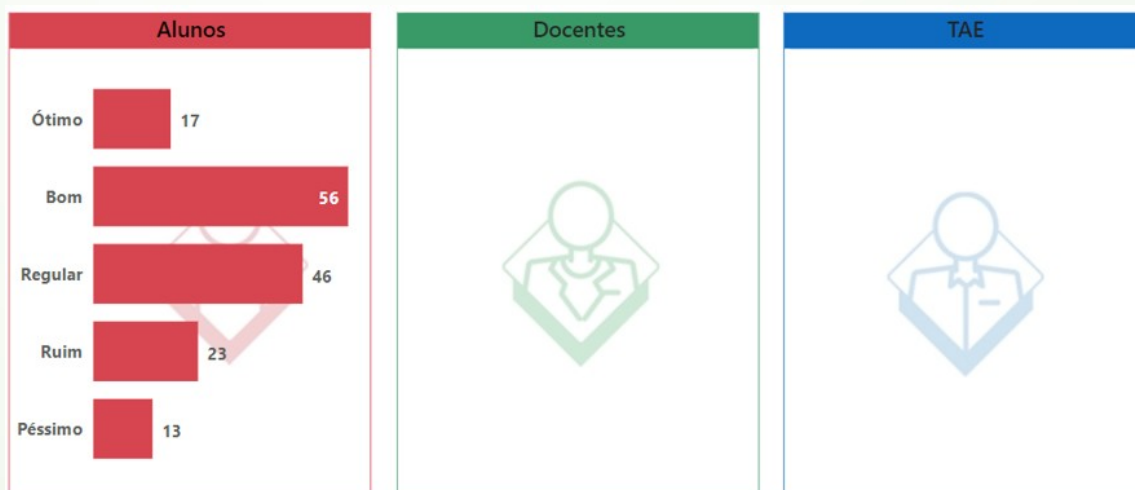 Alunos
Docentes
TAE
Ótimo
17
Bom
56
Regular
46
Ruim
23
Péssimo
13